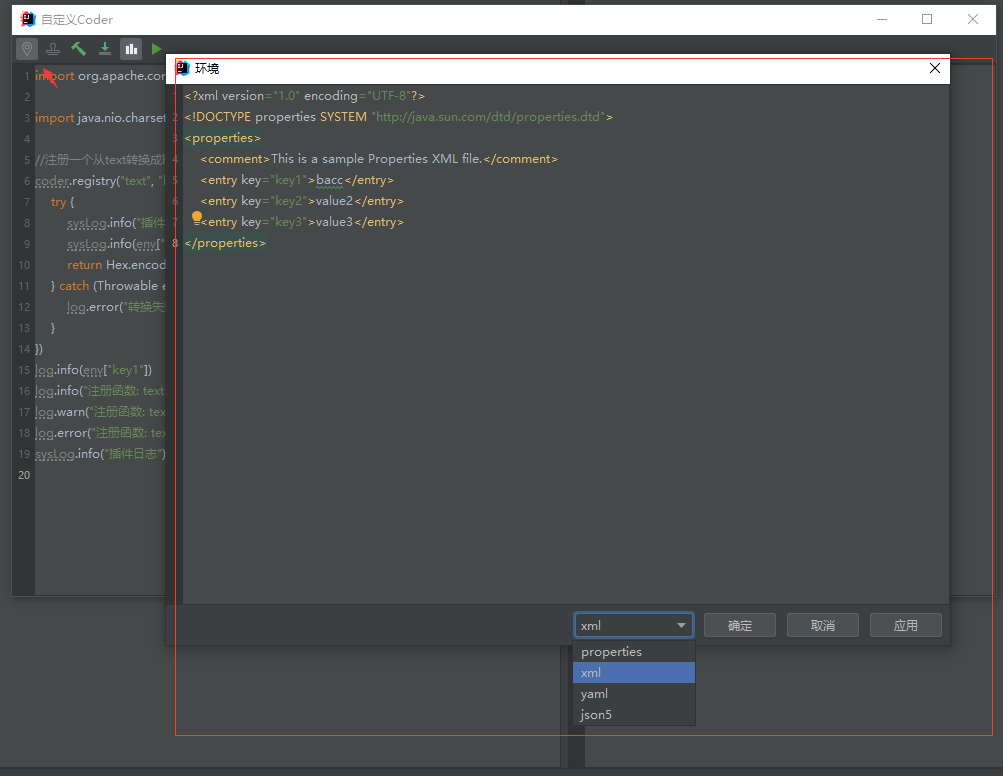 自定义Coder
1 import org.apache.cor
2
3 import java.nio.charset
4
5 //注册一个从text转换成
6 coder.registry("text", "
7 try {
8 sysLog.info("插件
9 sysLog.info(env["
10 return Hex.encod
11 } catch (Throwable e
12 log.error("转换失
13 }
14 })
15 log.info(env["key1"])
16 log.info("注册函数: text
17 log.warn("注册函数: tex
18 log.error("注册函数: tex
19 sysLog.info("插件日志")
20
环境
1 <?xml version="1.0" encoding="UTF-8"?>
2 <!DOCTYPE properties SYSTEM "http://java.sun.com/dtd/properties.dtd">
3 <properties>
4 <comment>This is a sample Properties XML file.</comment>
5 <entry key="key1">bacc</entry>
6 <entry key="key2">value2</entry>
7 <entry key="key3">value3</entry>
8 </properties>
xml 确定 取消 应用
properties
xml
yaml
json5